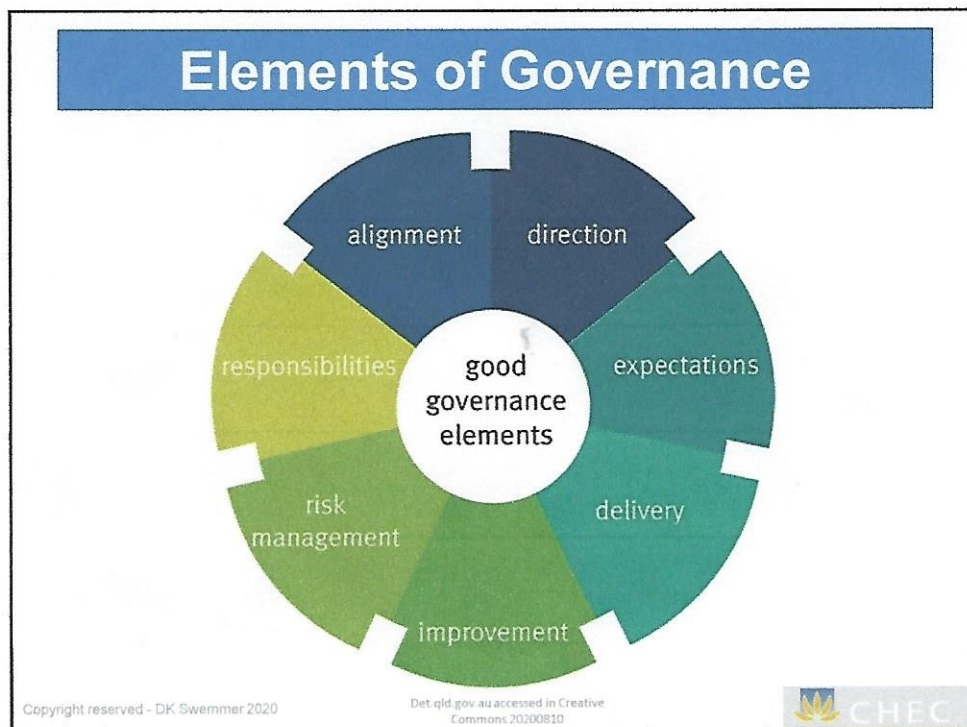 Elements of Governance
alignment
direction
expectations
delivery
improvement
risk
management
responsibilities
good
governance
elements
Copyright reserved - DK Swemmer 2020
Det.qld.gov.au accessed in Creative
Commons 20200810
CHEC